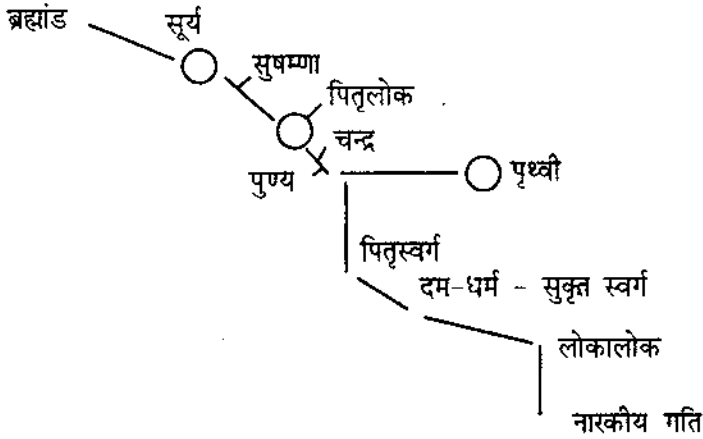 ब्रह्मांड
सूर्य
सुषम्णा
पितृलोक
चन्द्र
पुण्य
पृथ्वी
पितृस्वर्ग
दम-धर्म - सुकृत स्वर्ग
लोकालोक
नारकीय गति